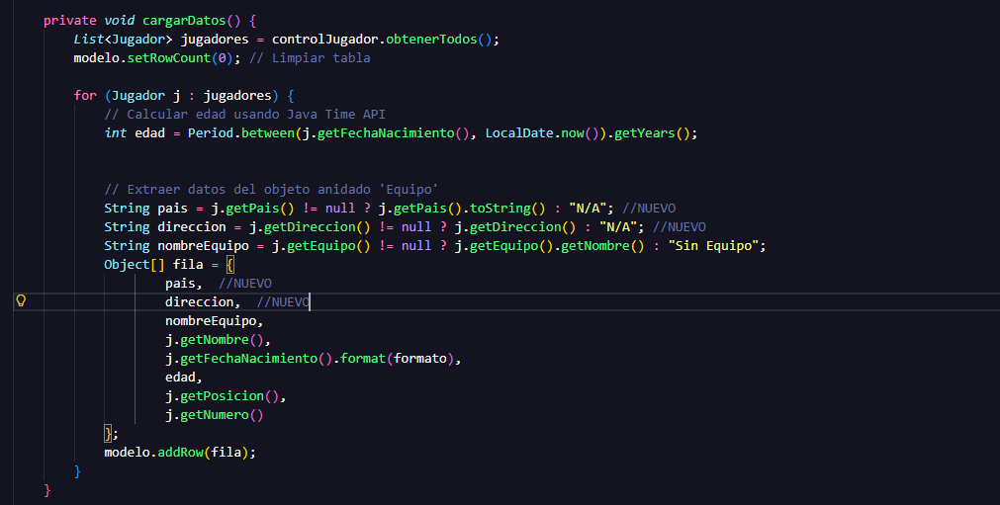 private void cargarDatos() {
List<Jugador> jugadores = controlJugador.obtenerTodos();
modelo.setRowCount(0); // Limpiar tabla
for (Jugador j : jugadores) {
// Calcular edad usando Java Time API
int edad = Period.between(j.getFechaNacimiento(), LocalDate.now()).getYears();
// Extraer datos del objeto anidado 'Equipo'
String pais = j.getPais() != null ? j.getPais().toString() : "N/A"; //NUEVO
String direccion = j.getDireccion() != null ? j.getDireccion() : "N/A"; //NUEVO
String nombreEquipo = j.getEquipo() != null ? j.getEquipo().getNombre() : "Sin Equipo";
Object[] fila = {
pais,  //NUEVO
direccion,  //NUEVO
nombreEquipo,
j.getNombre(),
j.getFechaNacimiento().format(formato),
edad,
j.getPosicion(),
j.getNumero()
};
modelo.addRow(fila);
}
}